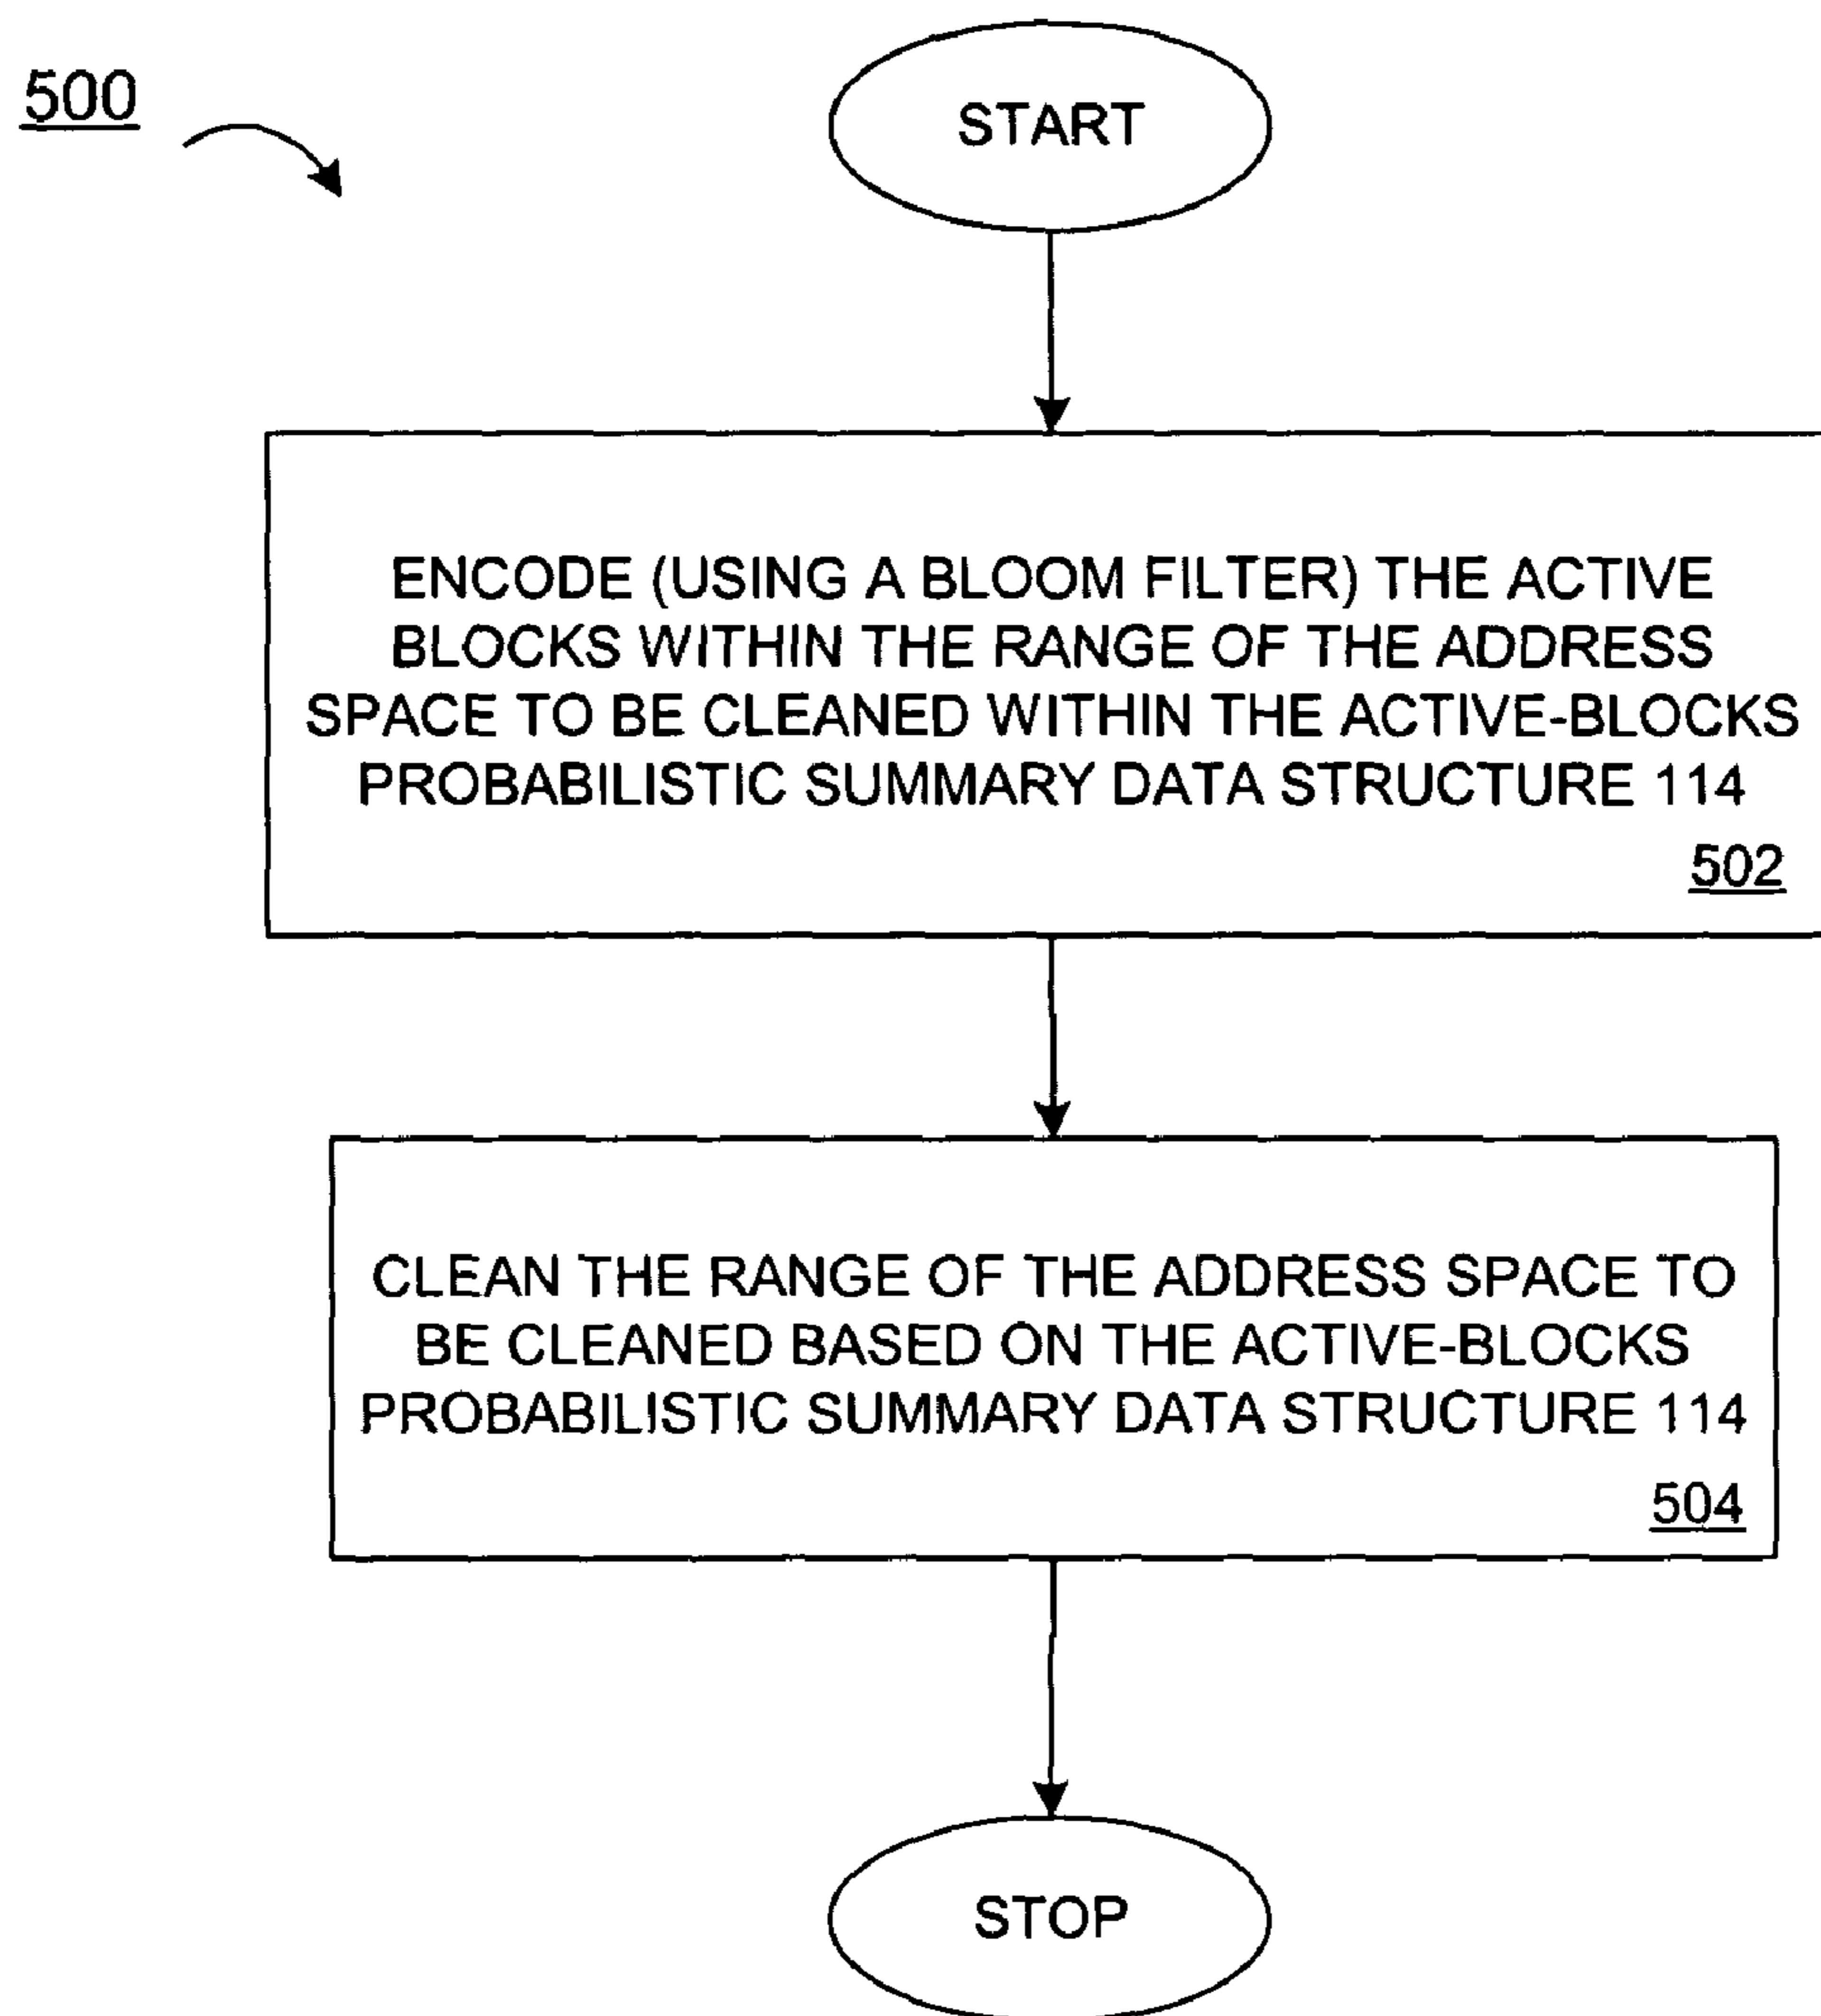 500
START
ENCODE (USING A BLOOM FILTER) THE ACTIVE
BLOCKS WITHIN THE RANGE OF THE ADDRESS
SPACE TO BE CLEANED WITHIN THE ACTIVE-BLOCKS
PROBABILISTIC SUMMARY DATA STRUCTURE 114
502
CLEAN THE RANGE OF THE ADDRESS SPACE TO
BE CLEANED BASED ON THE ACTIVE-BLOCKS
PROBABILISTIC SUMMARY DATA STRUCTURE 114
504
STOP